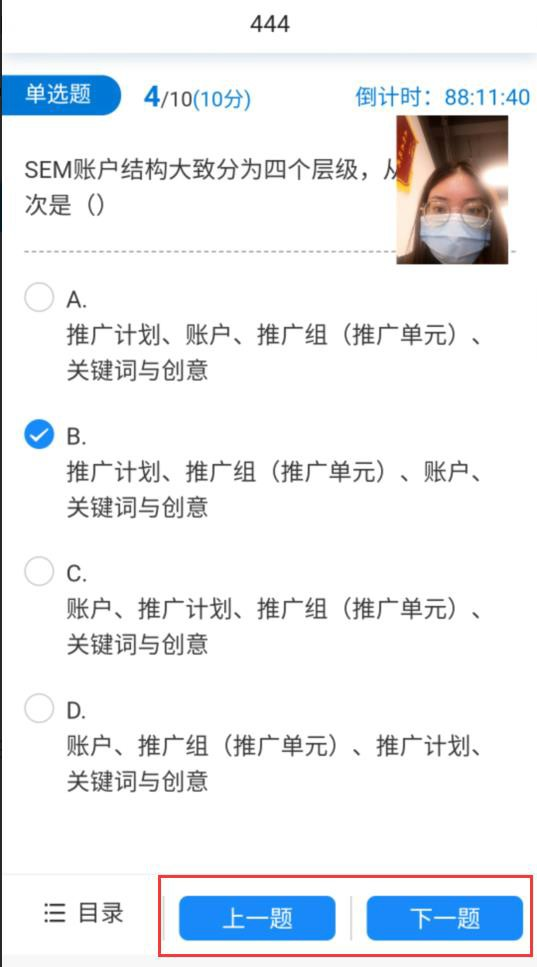 444
单选题
4/10(10分)
倒计时：88:11:40
SEM账户结构大致分为四个层级，从
次是（）
A.
推广计划、账户、推广组（推广单元）、
关键词与创意
B.
推广计划、推广组（推广单元）、账户、
关键词与创意
C.
账户、推广计划、推广组（推广单元）、
关键词与创意
D.
账户、推广组（推广单元）、推广计划、
关键词与创意
目录
上一题
下一题